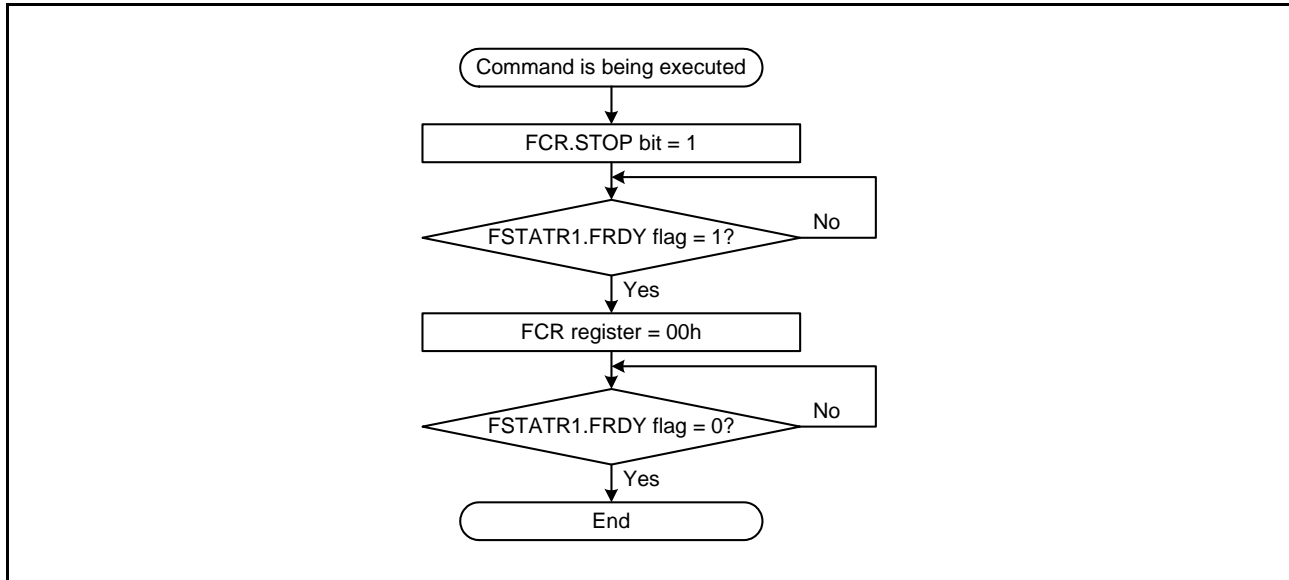 Command is being executed
FCR.STOP bit = 1
FSTATR1.FRDY flag = 1?
No
Yes
FCR register = 00h
FSTATR1.FRDY flag = 0?
No
Yes
End